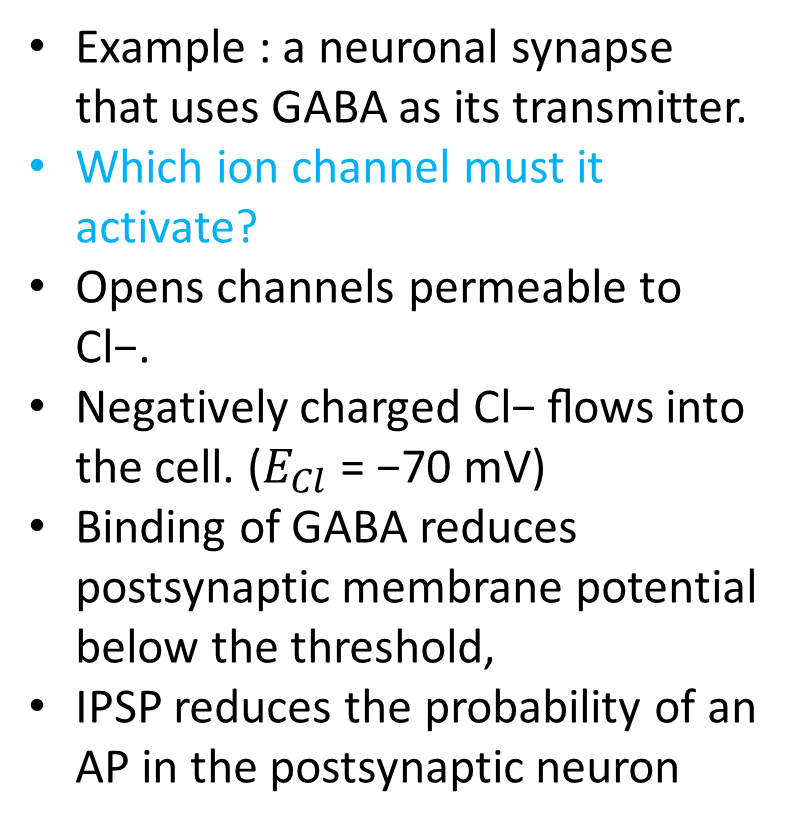 • Example : a neuronal synapse
that uses GABA as its transmitter.
• Which ion channel must it
activate?
• Opens channels permeable to
Cl−.
• Negatively charged Cl− flows into
the cell. (E_Cl = −70 mV)
• Binding of GABA reduces
postsynaptic membrane potential
below the threshold,
• IPSP reduces the probability of an
AP in the postsynaptic neuron